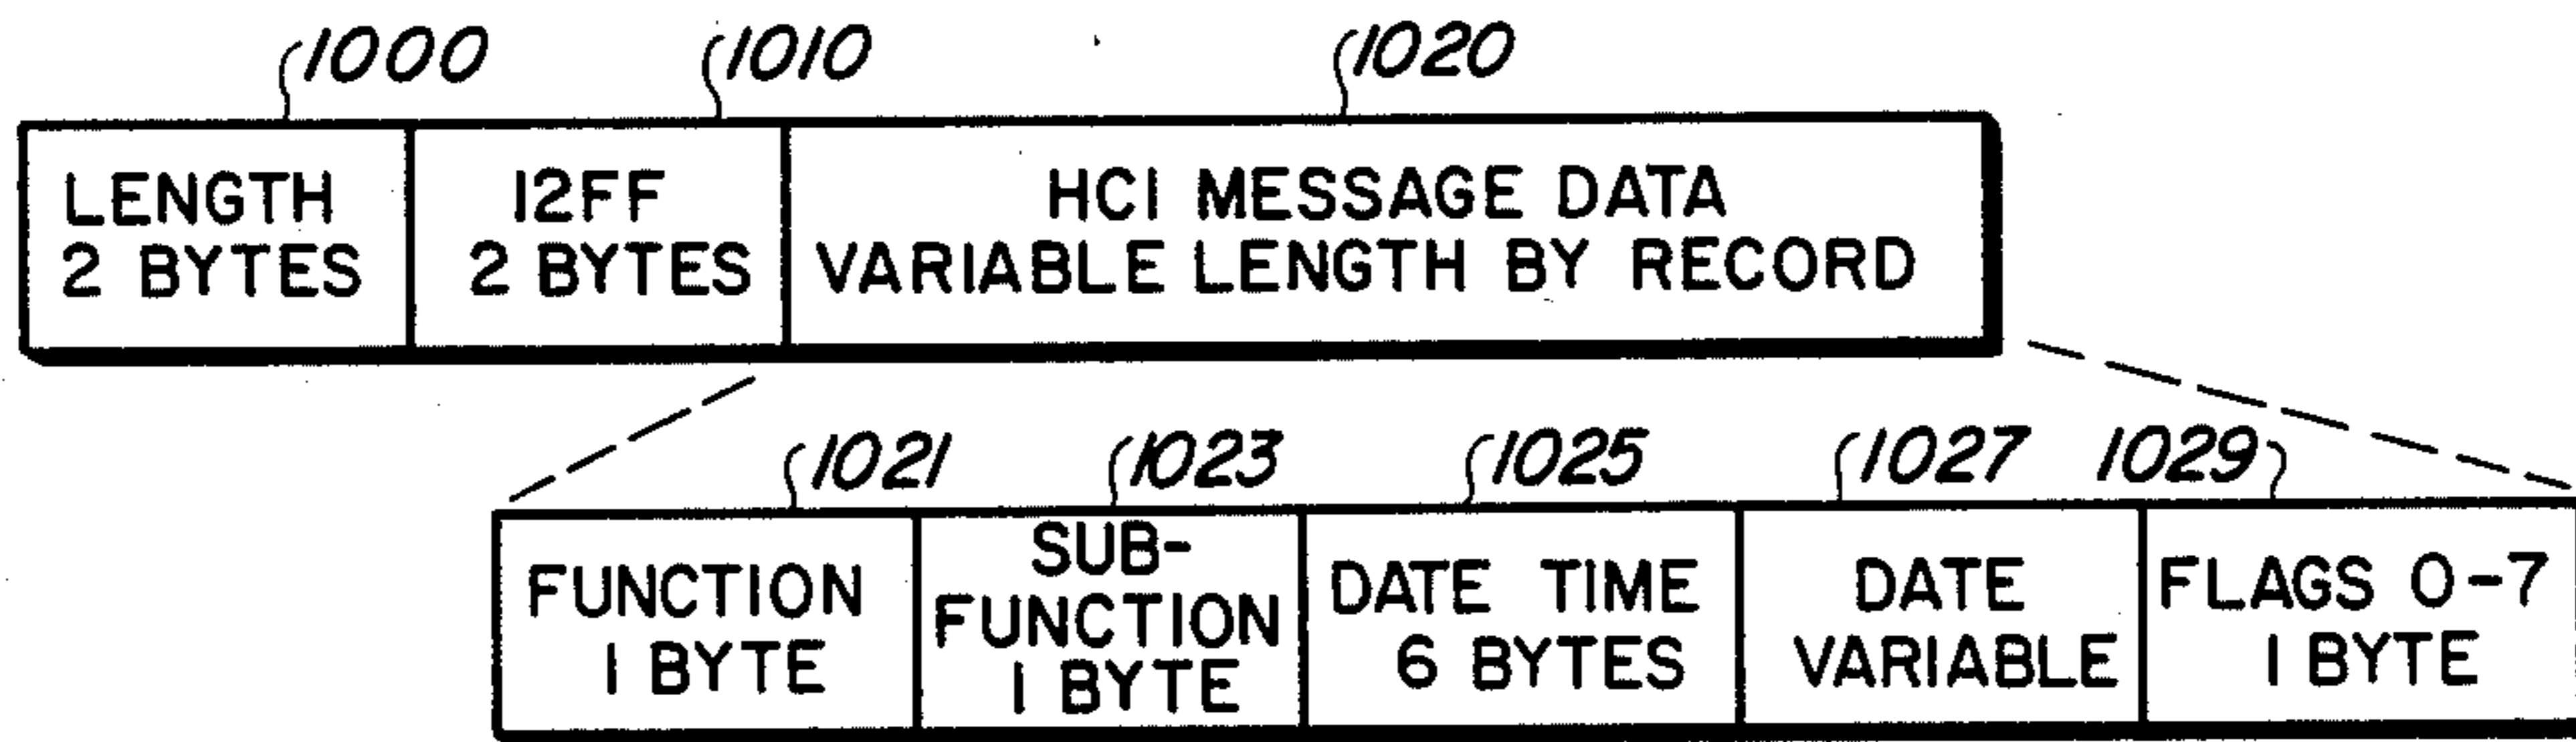 1000 1010 1020
LENGTH
2 BYTES
12FF
2 BYTES
HCI MESSAGE DATA
VARIABLE LENGTH BY RECORD
1021 1023 1025 1027 1029
FUNCTION
1 BYTE
SUB-
FUNCTION
1 BYTE
DATE TIME
6 BYTES
DATE
VARIABLE
FLAGS 0-7
1 BYTE